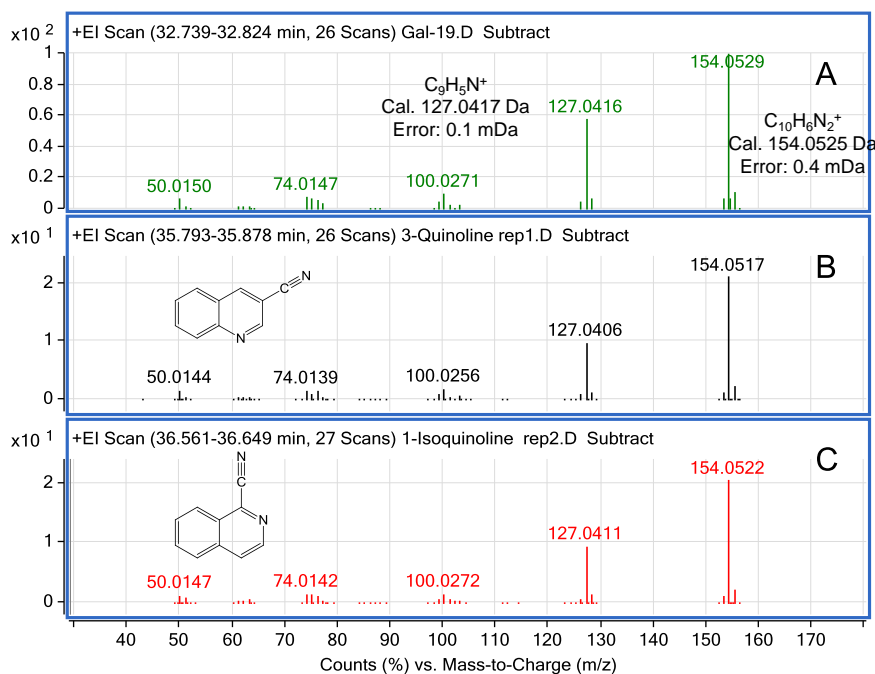 +EI Scan (32.739-32.824 min, 26 Scans) Gal-19.D Subtract
x10 2
1
0.8
0.6
0.4
0.2
0
A
154.0529
C9H5N+
Cal. 127.0417 Da
Error: 0.1 mDa
127.0416
C10H6N2+
Cal. 154.0525 Da
Error: 0.4 mDa
50.0150
74.0147
100.0271
+EI Scan (35.793-35.878 min, 26 Scans) 3-Quinoline rep1.D Subtract
x10 1
2
1
0
B
154.0517
C
N
N
127.0406
50.0144
74.0139
100.0256
+EI Scan (36.561-36.649 min, 27 Scans) 1-Isoquinoline rep2.D Subtract
x10 1
2
1
0
C
154.0522
N
C
N
127.0411
50.0147
74.0142
100.0272
40 50 60 70 80 90 100 110 120 130 140 150 160 170
Counts (%) vs. Mass-to-Charge (m/z)